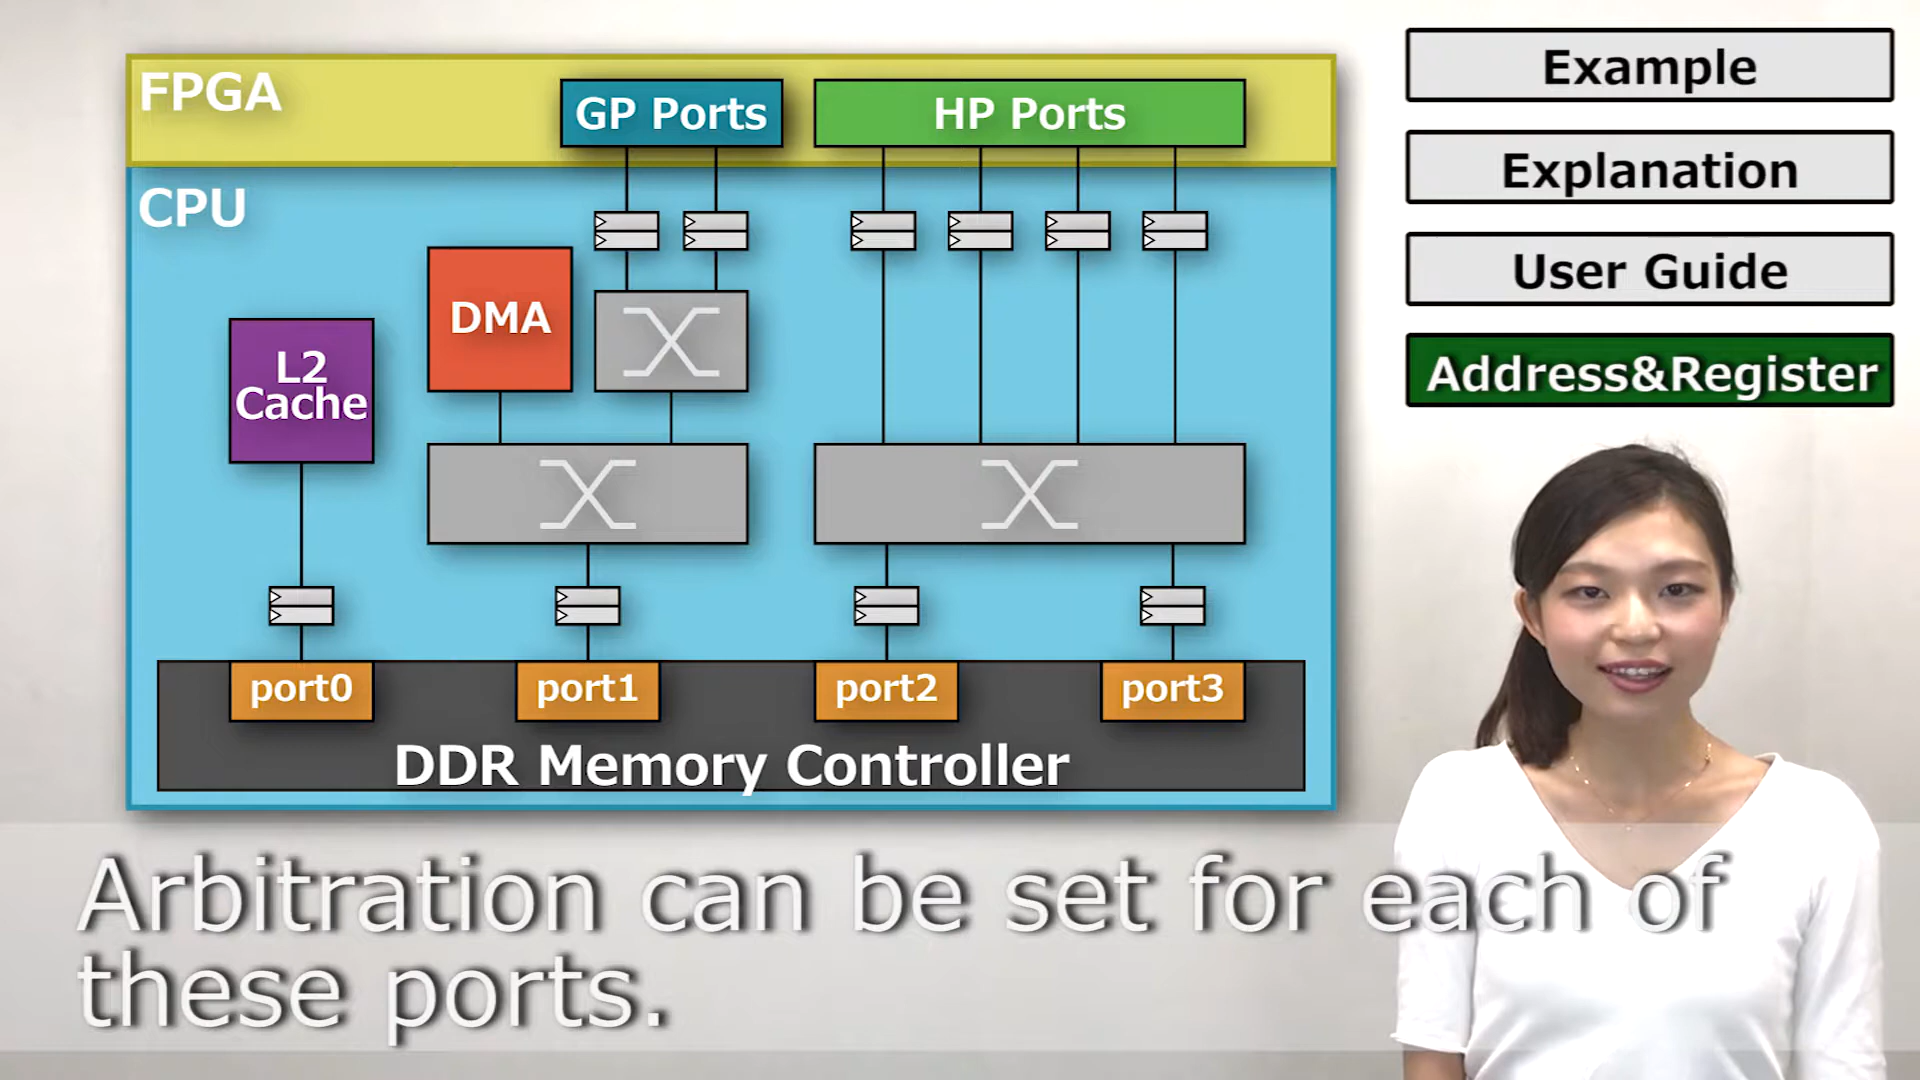 FPGA
GP Ports
HP Ports
CPU
DMA
L2
Cache
port0
port1
port2
port3
DDR Memory Controller
Example
Explanation
User Guide
Address&Register
Arbitration can be set for each of
these ports.